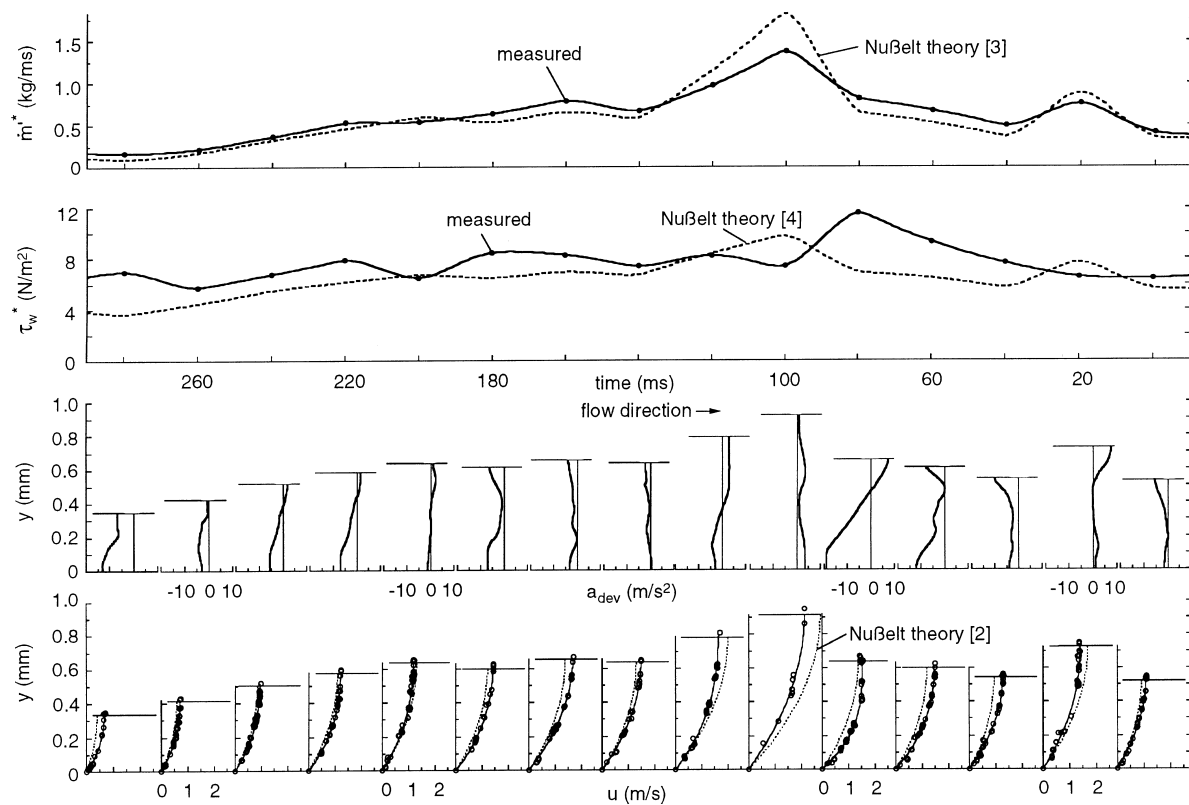 1.5
1.0
0.5
0
ṁ'* (kg/ms)
measured
Nußelt theory [3]
12
8
4
0
τw* (N/m²)
measured
Nußelt theory [4]
260 220 180 time (ms) 100 60 20
flow direction →
1.0
0.8
0.6
0.4
0.2
0
y (mm)
-10 0 10 -10 0 10 adev (m/s²) -10 0 10 -10 0 10
1.0
0.8
0.6
0.4
0.2
0
y (mm)
Nußelt theory [2]
0 1 2 0 1 2 u (m/s) 0 1 2 0 1 2